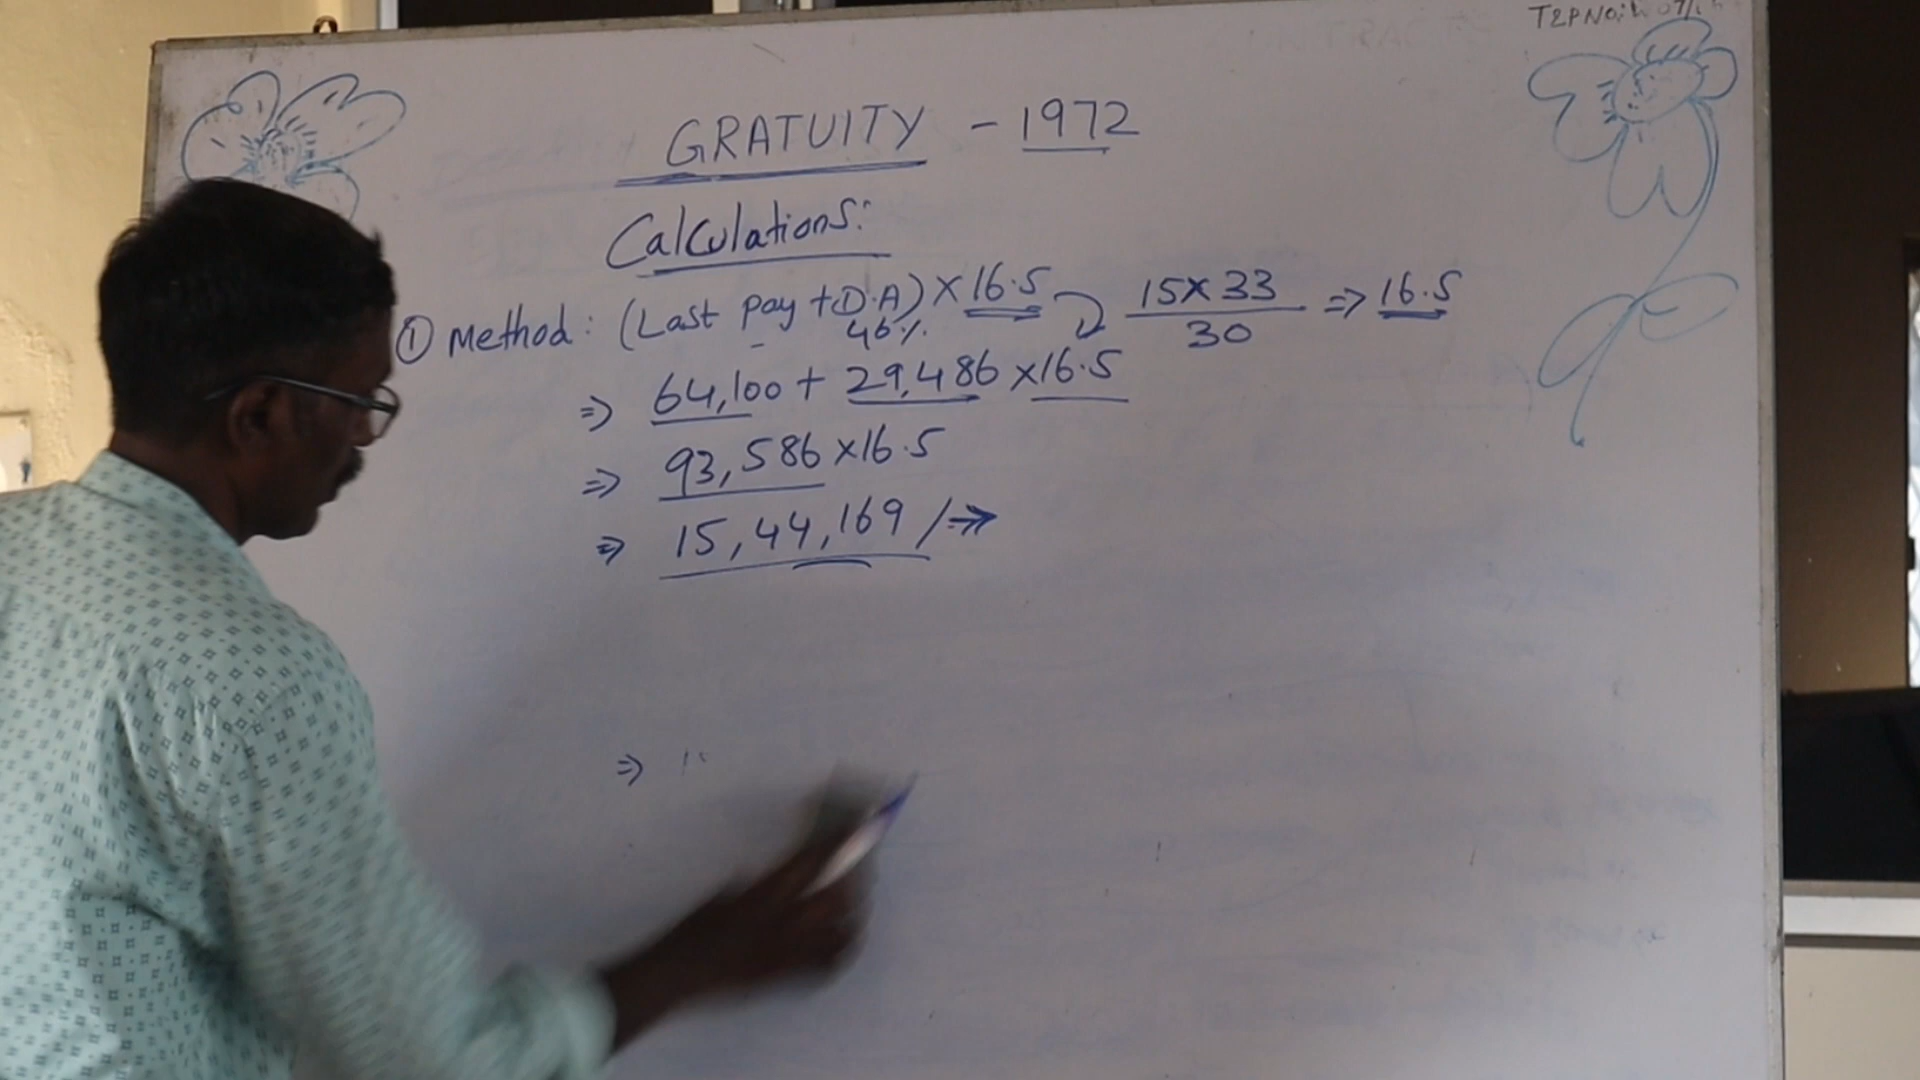 T&PNO:
GRATUITY - 1972
Calculations:
① Method: (Last pay + D.A) × 16.5 15×33/30 ⇒ 16.5
46%
⇒ 64,100 + 29,486 ×16.5
⇒ 93,586 ×16.5
⇒ 15,44,169 /⇒
⇒